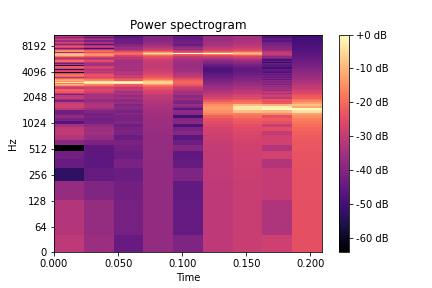 Power spectrogram
8192
4096
2048
1024
512
256
128
64
0
Hz
0.000 0.050 0.100 0.150 0.200
Time
+0 dB
-10 dB
-20 dB
-30 dB
-40 dB
-50 dB
-60 dB